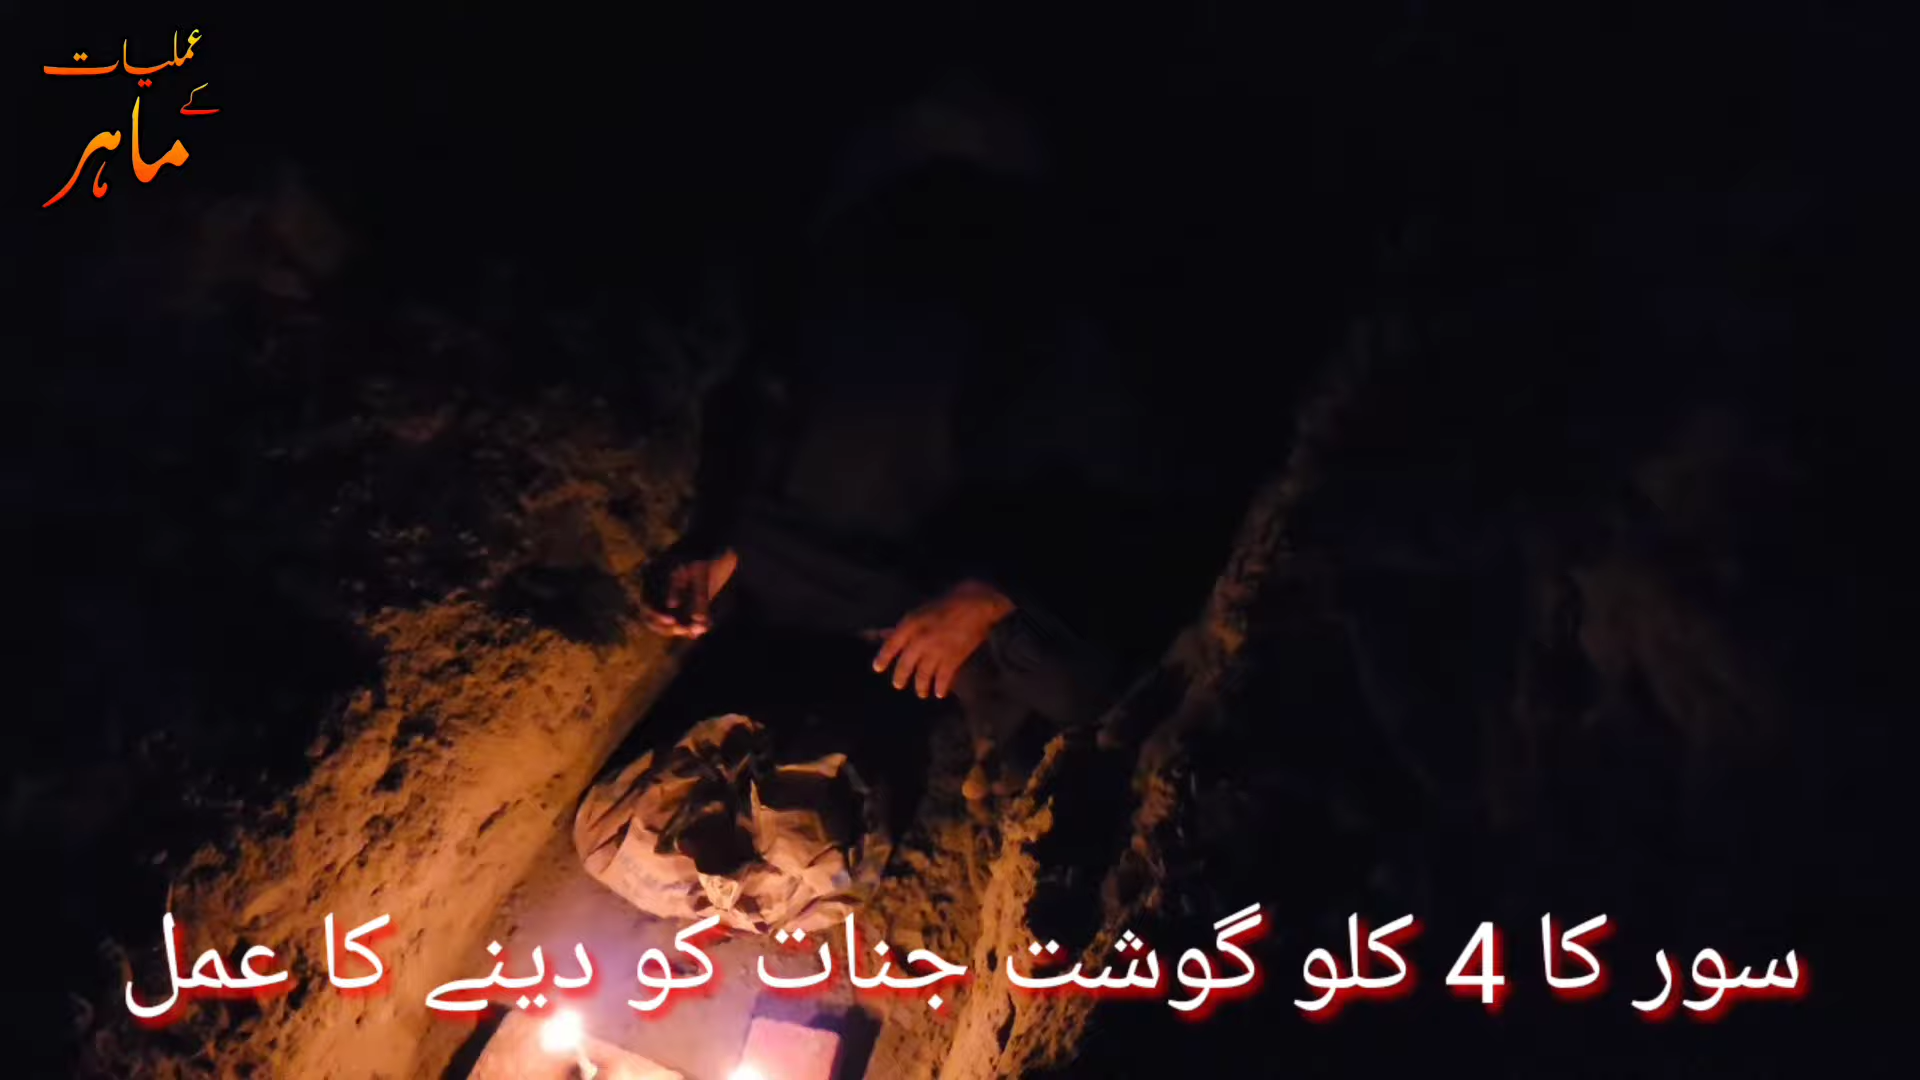 عملیات
کے
ماہر
سور کا 4 کلو گوشت جنات کو دینے کا عمل